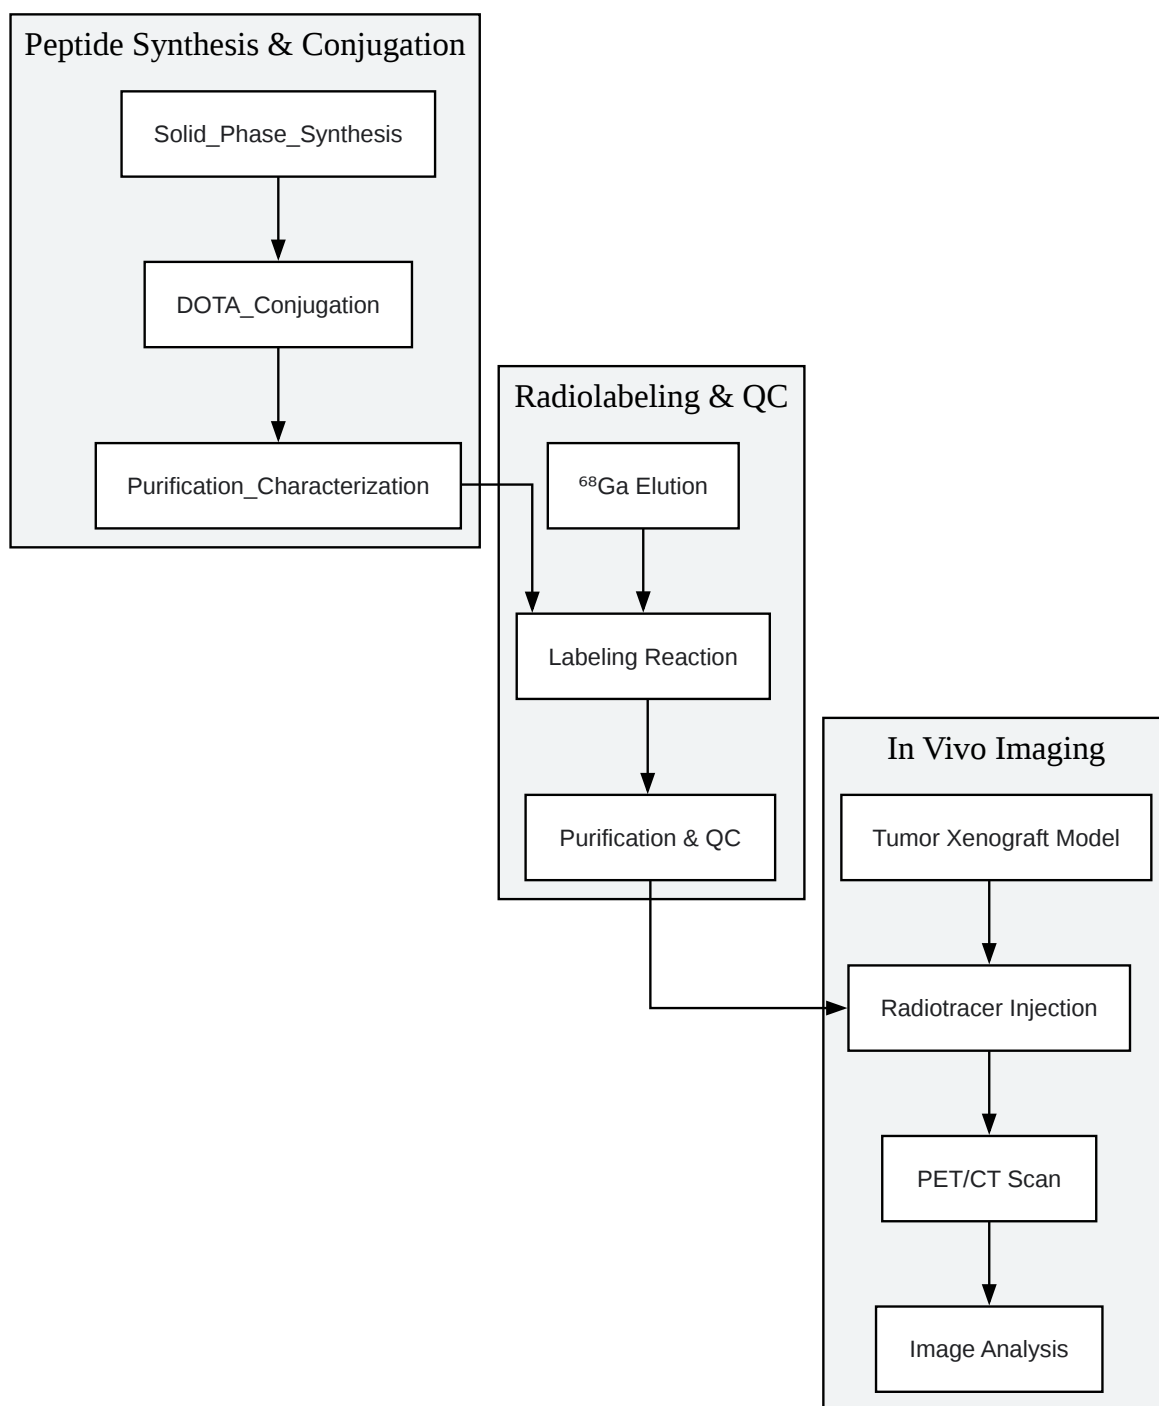 Peptide Synthesis & Conjugation
Solid_Phase_Synthesis
DOTA_Conjugation
Purification_Characterization
Radiolabeling & QC
⁶⁸Ga Elution
Labeling Reaction
Purification & QC
In Vivo Imaging
Tumor Xenograft Model
Radiotracer Injection
PET/CT Scan
Image Analysis